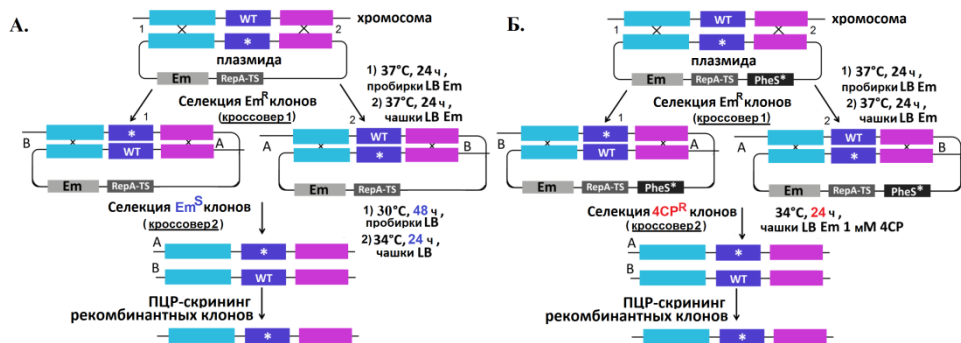 А.
WT
хромосома
1
2
*
плазмида
Em
RepA-TS
1) 37°C, 24 ч,
пробирки LB Em
2) 37°C, 24 ч,
чашки LB Em
Селекция Em^R клонов
(кроссовер 1)
1
*
B
A
WT
Em
RepA-TS
2
WT
A
B
*
Em
RepA-TS
Селекция Em^S клонов
(кроссовер 2)
1) 30°C, 48 ч,
пробирки LB
2) 34°C, 24 ч,
чашки LB
A
*
B
WT
ПЦР-скрининг
рекомбинантных клонов
*
Б.
WT
хромосома
1
2
*
плазмида
Em
RepA-TS
PheS*
1) 37°C, 24 ч,
пробирки LB Em
2) 37°C, 24 ч,
чашки LB Em
Селекция Em^R клонов
(кроссовер 1)
1
*
B
A
WT
Em
RepA-TS
PheS*
2
WT
A
B
*
Em
RepA-TS
PheS*
Селекция 4CP^R клонов
(кроссовер 2)
34°C, 24 ч,
чашки LB Em 1 мМ 4CP
A
*
B
WT
ПЦР-скрининг
рекомбинантных клонов
*